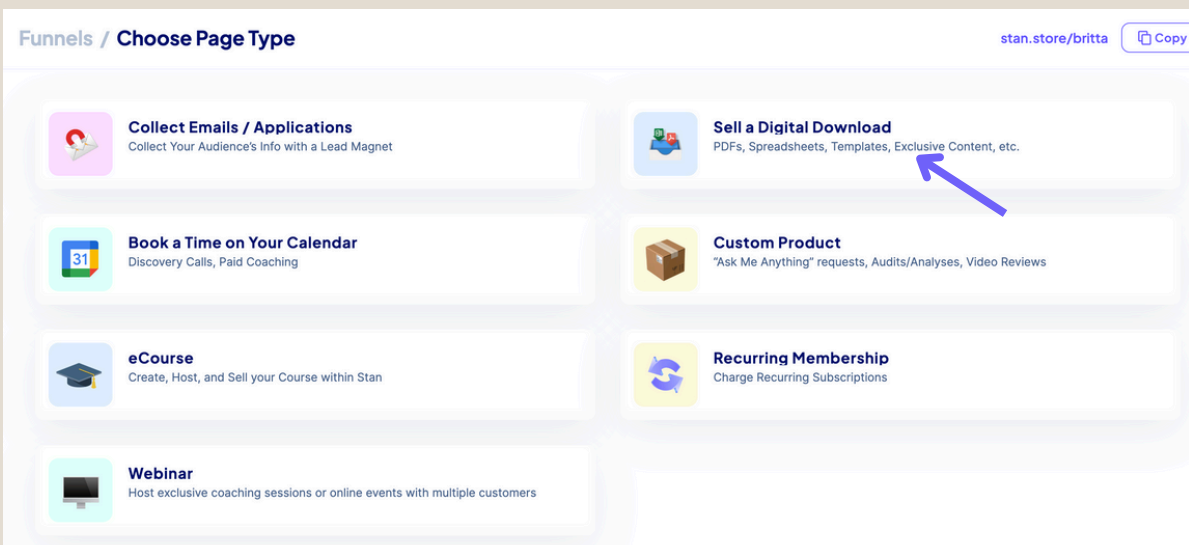 Funnels / Choose Page Type
stan.store/britta
Copy
Collect Emails / Applications
Collect Your Audience's Info with a Lead Magnet
Sell a Digital Download
PDFs, Spreadsheets, Templates, Exclusive Content, etc.
31
Book a Time on Your Calendar
Discovery Calls, Paid Coaching
Custom Product
"Ask Me Anything" requests, Audits/Analyses, Video Reviews
eCourse
Create, Host, and Sell your Course within Stan
Recurring Membership
Charge Recurring Subscriptions
Webinar
Host exclusive coaching sessions or online events with multiple customers